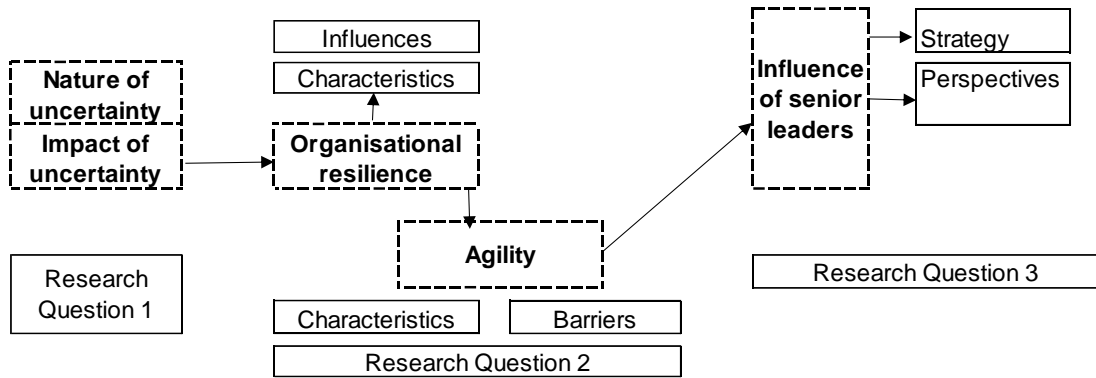 Nature of
uncertainty
Impact of
uncertainty
Research
Question 1
Influences
Characteristics
Organisational
resilience
Agility
Characteristics
Barriers
Research Question 2
Influence
of senior
leaders
Strategy
Perspectives
Research Question 3